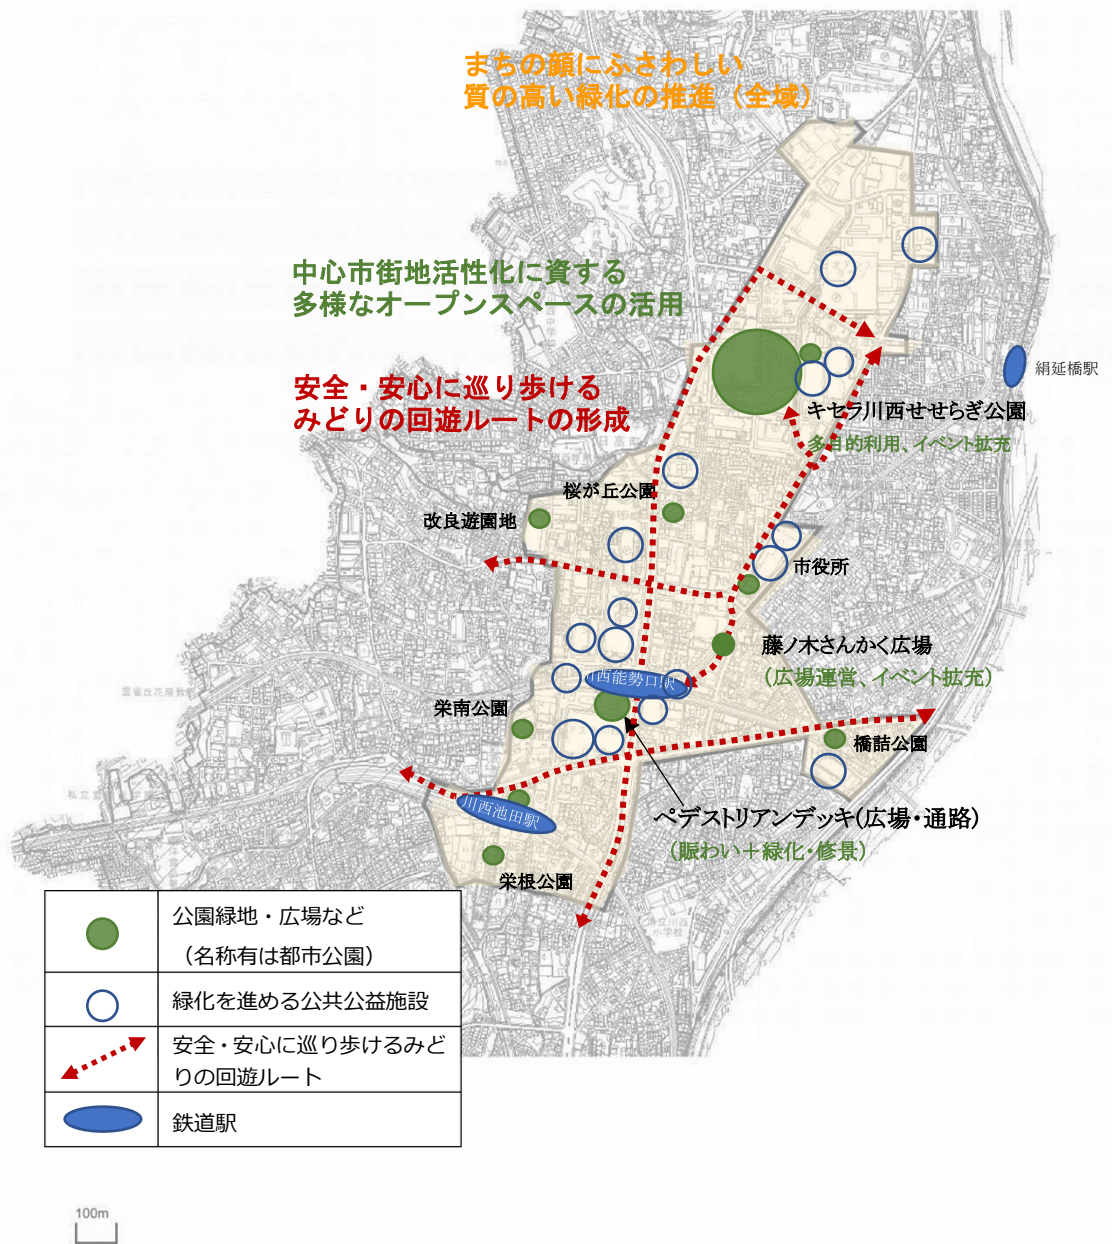 まちの顔にふさわしい
質の高い緑化の推進（全域）
中心市街地活性化に資する
多様なオープンスペースの活用
安全・安心に巡り歩ける
みどりの回遊ルートの形成
絹延橋駅
キセラ川西せせらぎ公園
多目的利用、イベント拡充
桜が丘公園
改良遊園地
市役所
藤ノ木さんかく広場
（広場運営、イベント拡充）
川西能勢口駅
栄南公園
橋詰公園
川西池田駅
ペデストリアンデッキ(広場・通路)
（賑わい＋緑化・修景）
栄根公園
公園緑地・広場など
（名称有は都市公園）
緑化を進める公共公益施設
安全・安心に巡り歩けるみど
りの回遊ルート
鉄道駅
100m